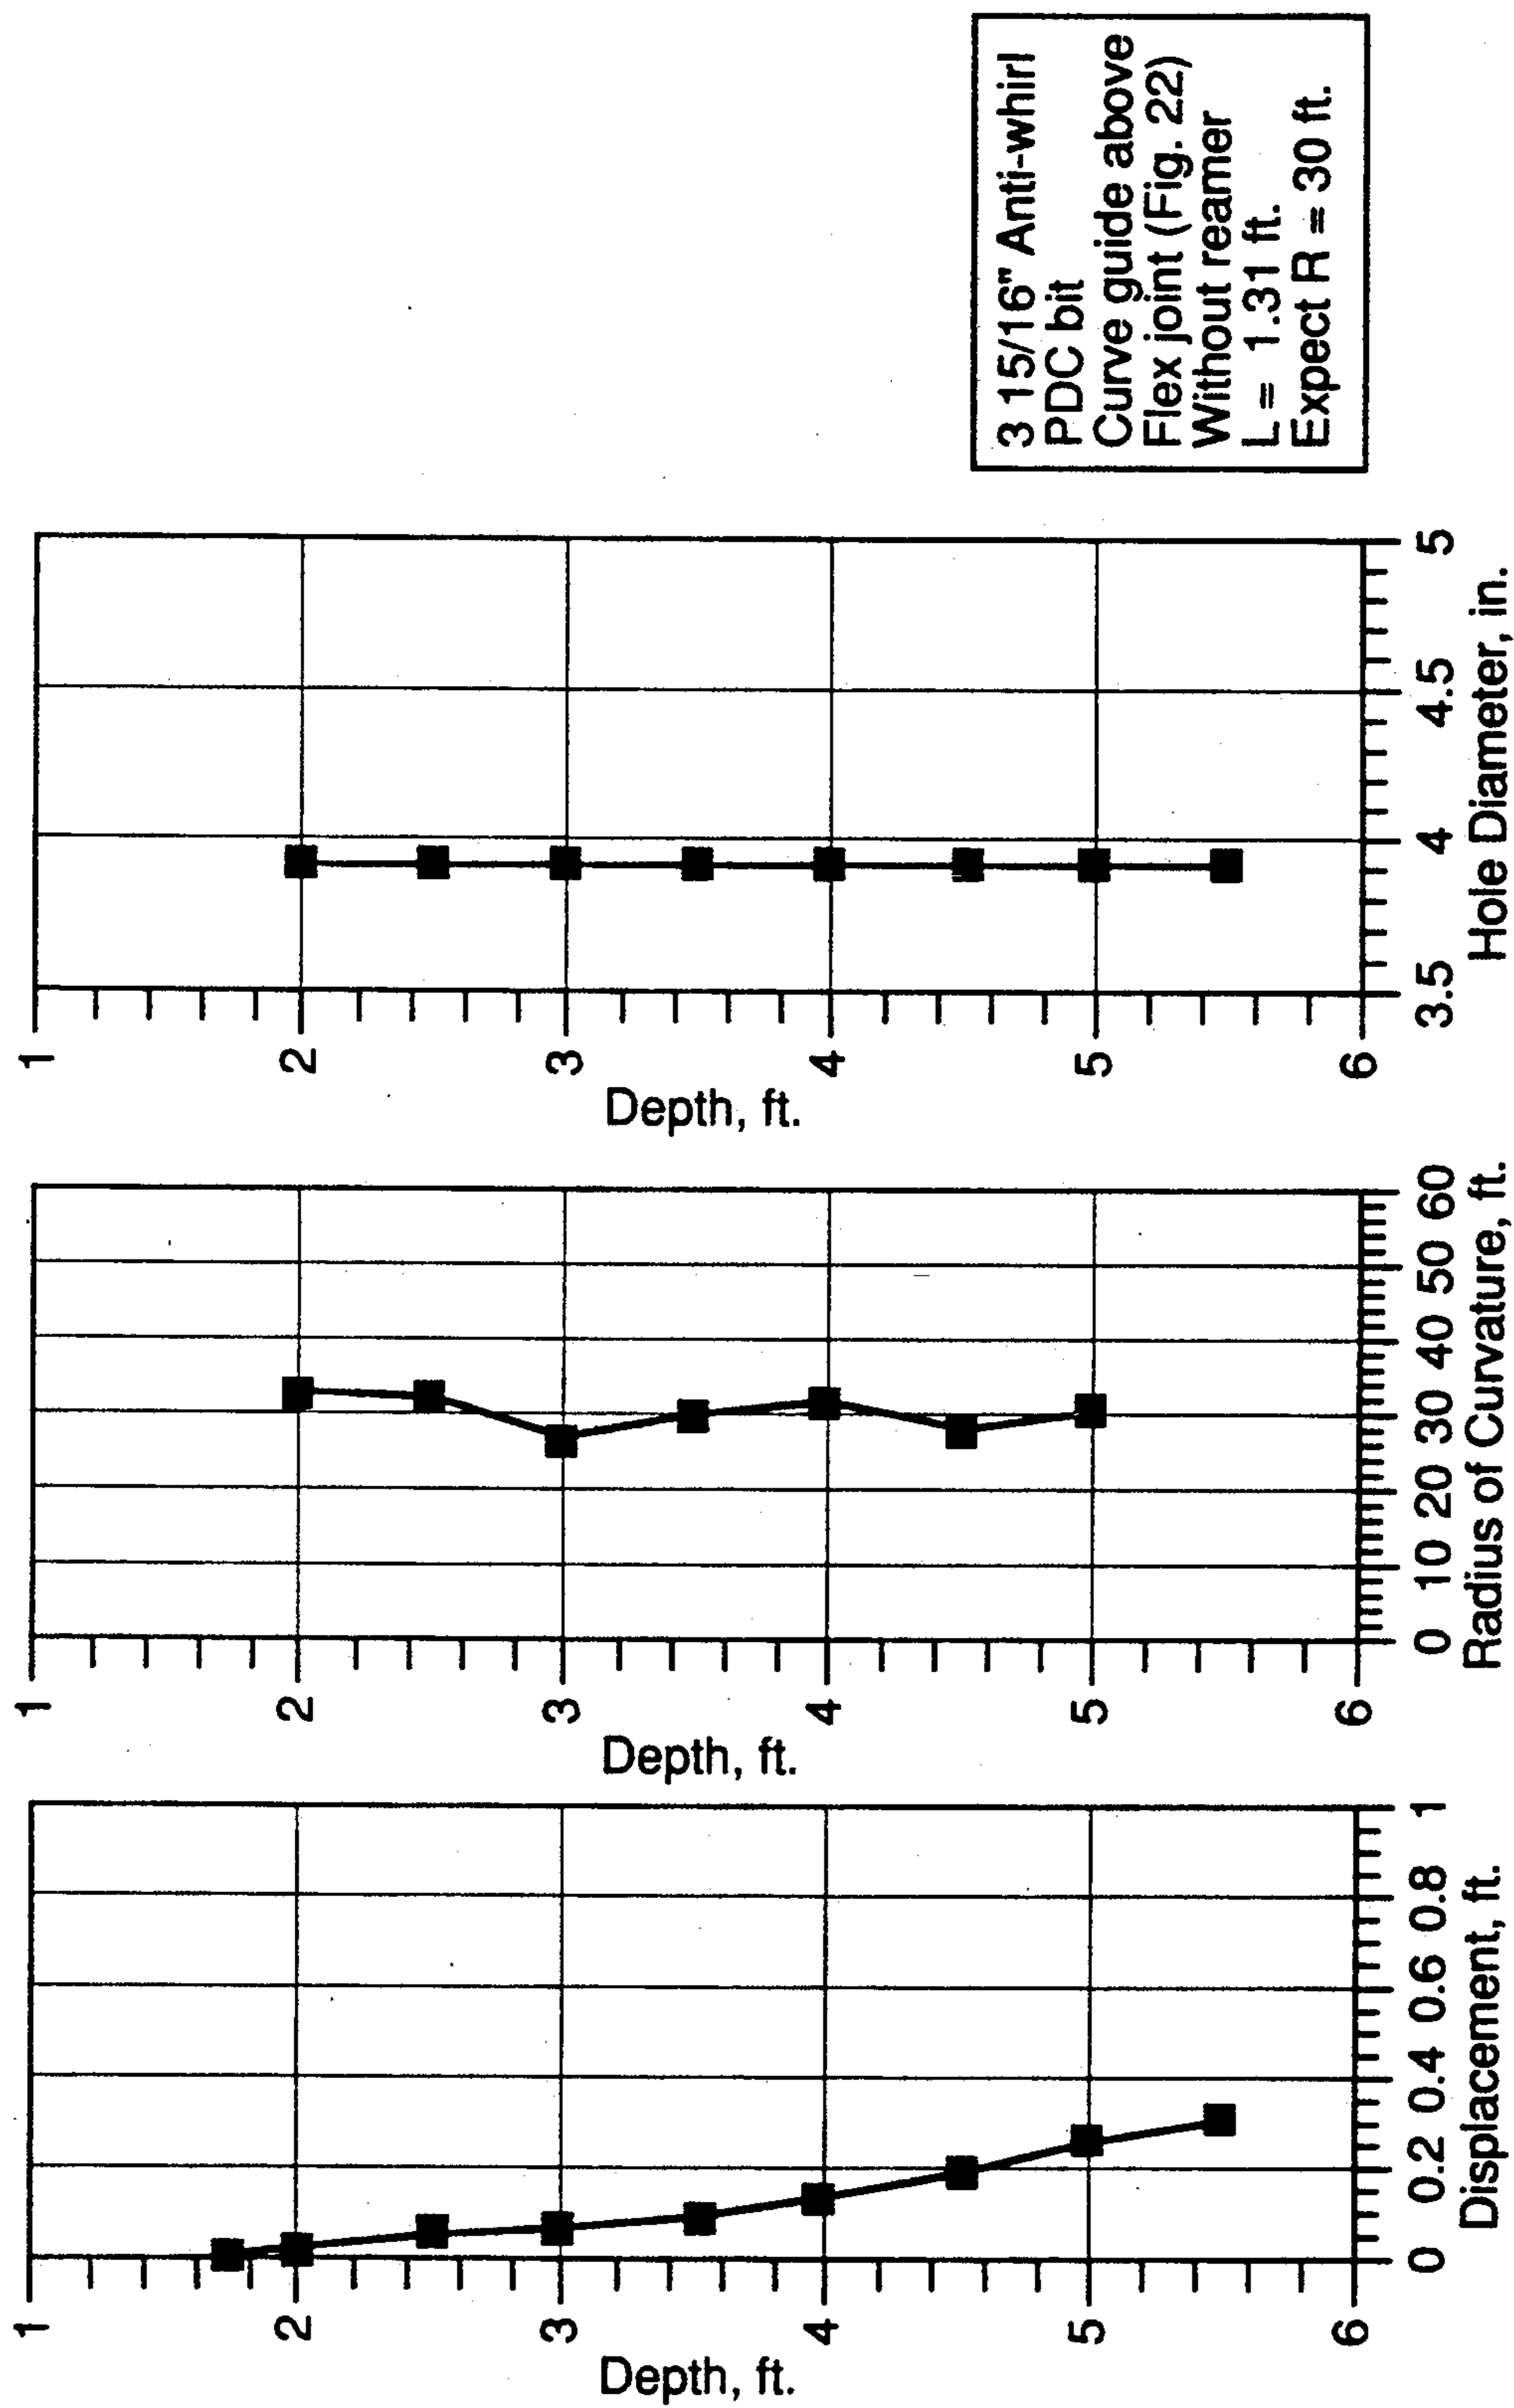 1
2
3
4
5
6
Depth, ft.
0 0.2 0.4 0.6 0.8 1
Displacement, ft.
1
2
3
4
5
6
Depth, ft.
0 10 20 30 40 50 60
Radius of Curvature, ft.
1
2
3
4
5
6
Depth, ft.
3.5 4 4.5 5
Hole Diameter, in.
3 15/16" Anti-whirl
PDC bit
Curve guide above
Flex joint (Fig. 22)
Without reamer
L = 1.31 ft.
Expect R = 30 ft.